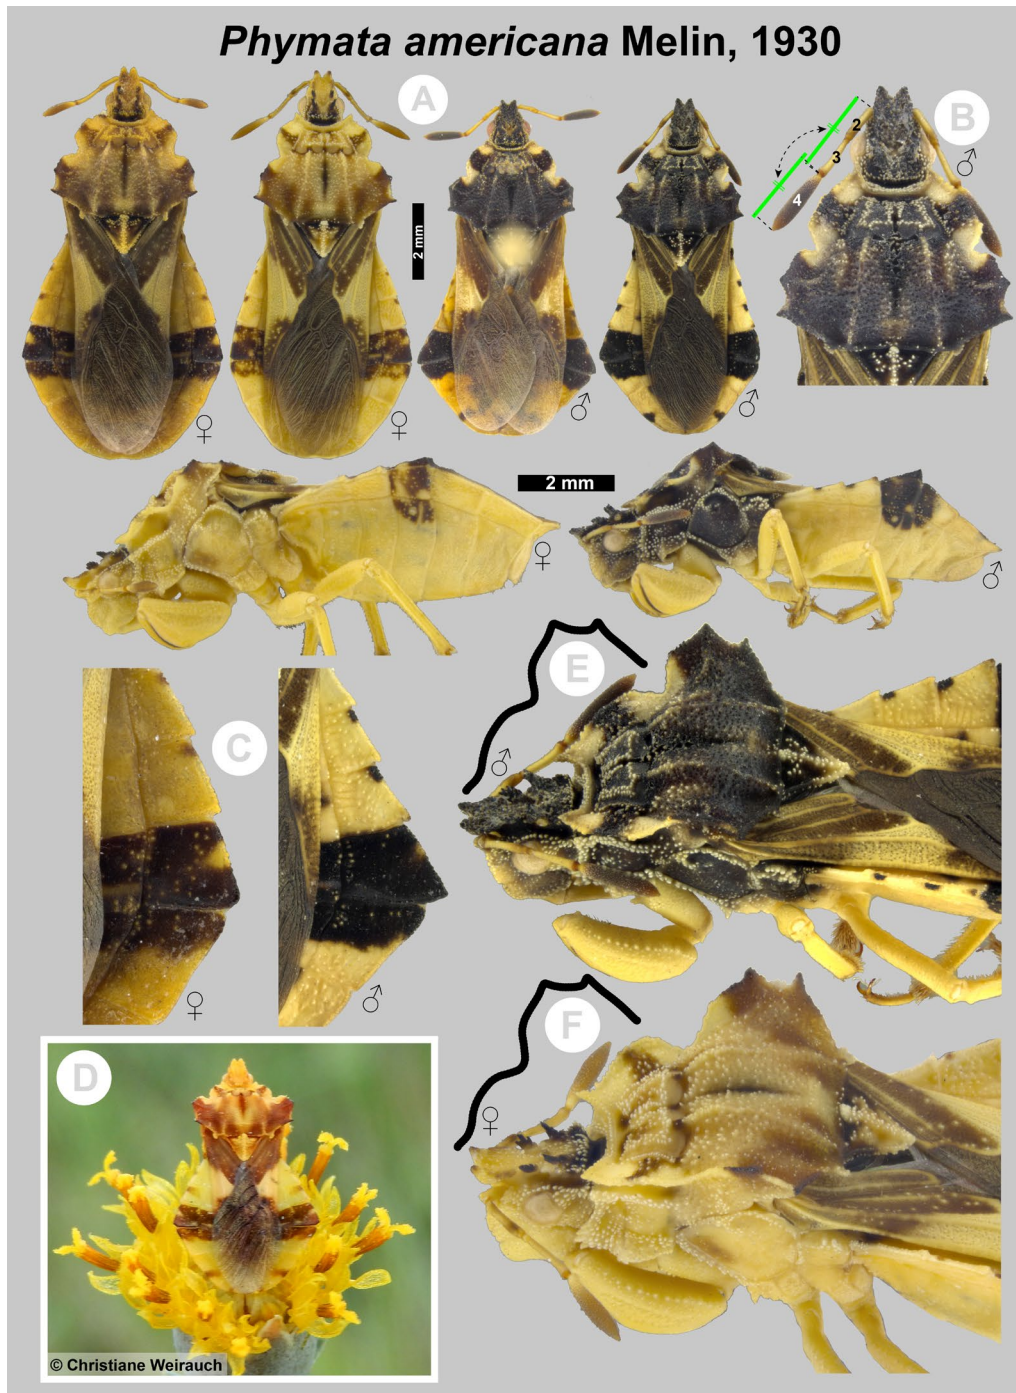 Phymata americana Melin, 1930
A
B
♂
2
3
4
2 mm
♀
♀
♂
♂
2 mm
♀
♂
C
♀
♂
E
♂
F
♀
D
© Christiane Weirauch